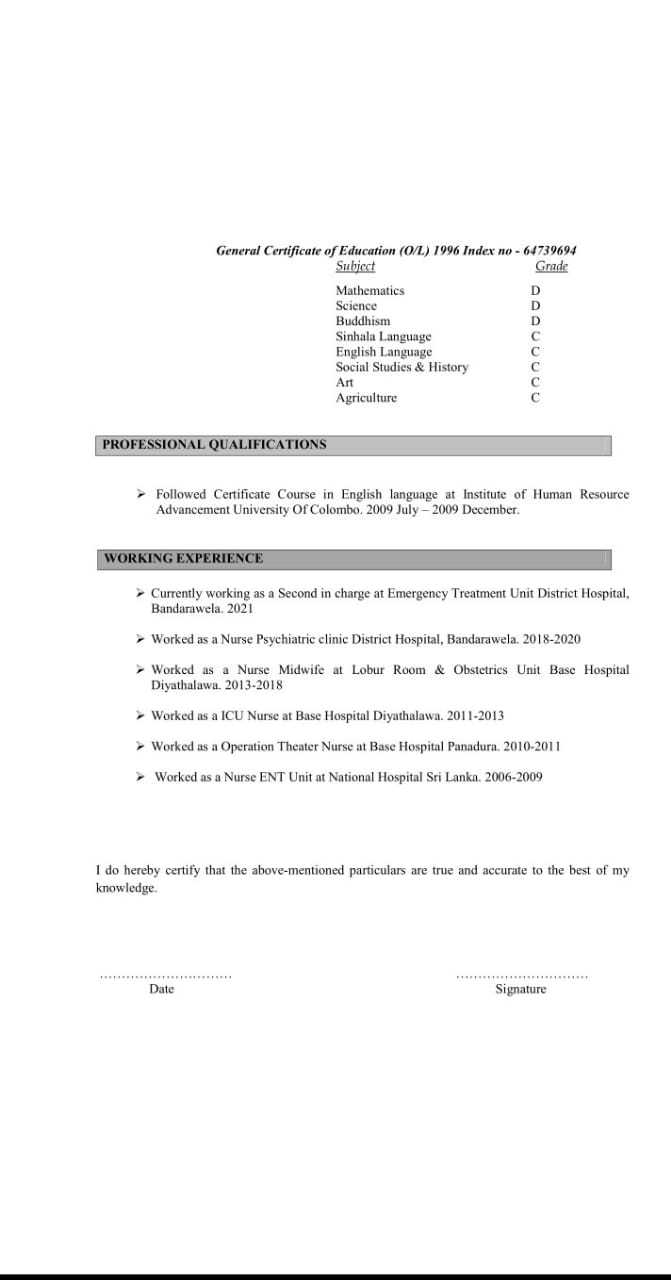 General Certificate of Education (O/L) 1996 Index no - 64739694
Subject Grade
Mathematics D
Science D
Buddhism D
Sinhala Language C
English Language C
Social Studies & History C
Art C
Agriculture C
PROFESSIONAL QUALIFICATIONS
➢ Followed Certificate Course in English language at Institute of Human Resource
Advancement University Of Colombo. 2009 July – 2009 December.
WORKING EXPERIENCE
➢ Currently working as a Second in charge at Emergency Treatment Unit District Hospital,
Bandarawela. 2021
➢ Worked as a Nurse Psychiatric clinic District Hospital, Bandarawela. 2018-2020
➢ Worked as a Nurse Midwife at Lobur Room & Obstetrics Unit Base Hospital
Diyathalawa. 2013-2018
➢ Worked as a ICU Nurse at Base Hospital Diyathalawa. 2011-2013
➢ Worked as a Operation Theater Nurse at Base Hospital Panadura. 2010-2011
➢ Worked as a Nurse ENT Unit at National Hospital Sri Lanka. 2006-2009
I do hereby certify that the above-mentioned particulars are true and accurate to the best of my
knowledge.
.............................. ..............................
Date Signature